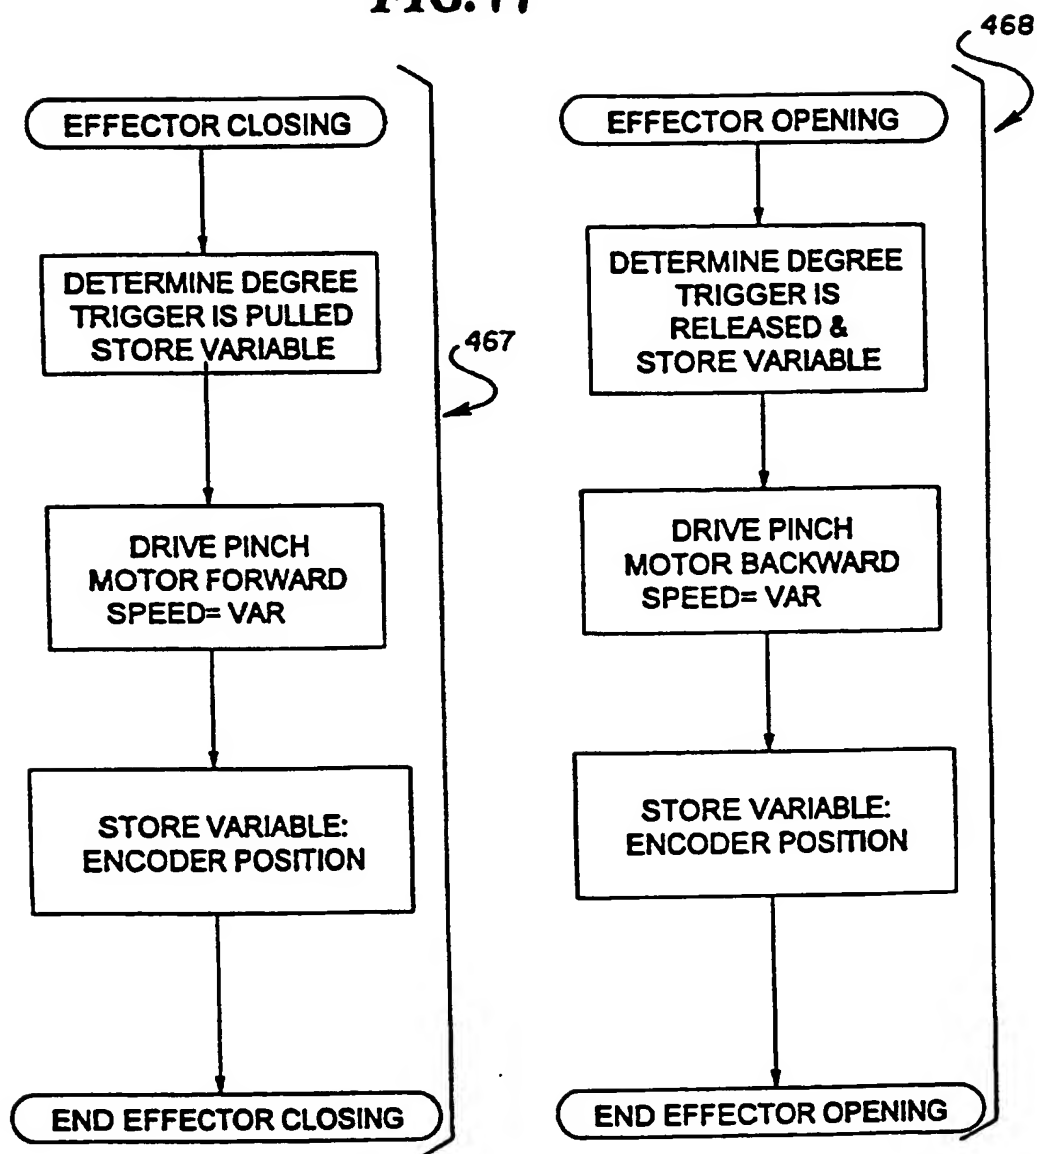 468
EFFECTOR CLOSING
DETERMINE DEGREE
TRIGGER IS PULLED
STORE VARIABLE
467
DRIVE PINCH
MOTOR FORWARD
SPEED= VAR
STORE VARIABLE:
ENCODER POSITION
END EFFECTOR CLOSING
EFFECTOR OPENING
DETERMINE DEGREE
TRIGGER IS
RELEASED &
STORE VARIABLE
DRIVE PINCH
MOTOR BACKWARD
SPEED= VAR
STORE VARIABLE:
ENCODER POSITION
END EFFECTOR OPENING